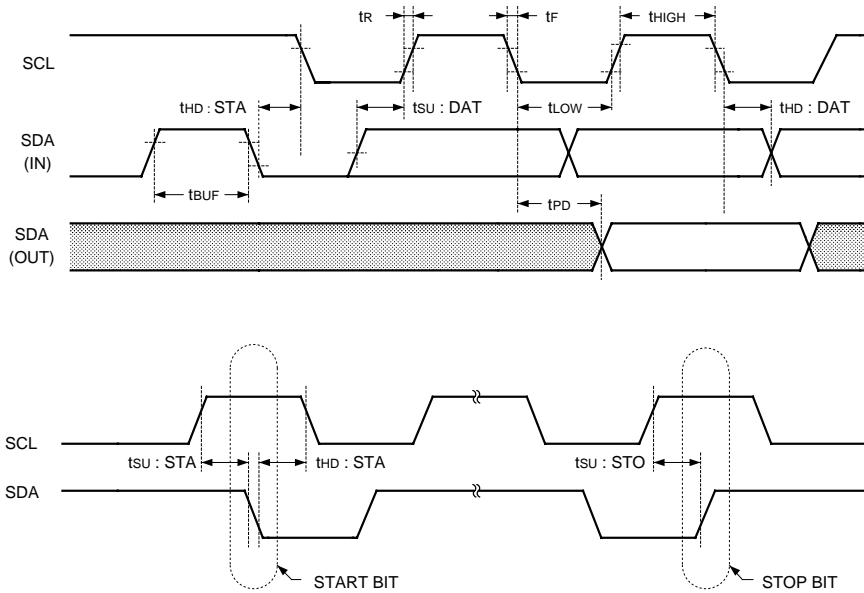 tR
tF
tHIGH
SCL
tHD : STA
tSU : DAT
tLOW
tHD : DAT
SDA
(IN)
tBUF
tPD
SDA
(OUT)
SCL
tSU : STA
tHD : STA
tSU : STO
SDA
START BIT
STOP BIT